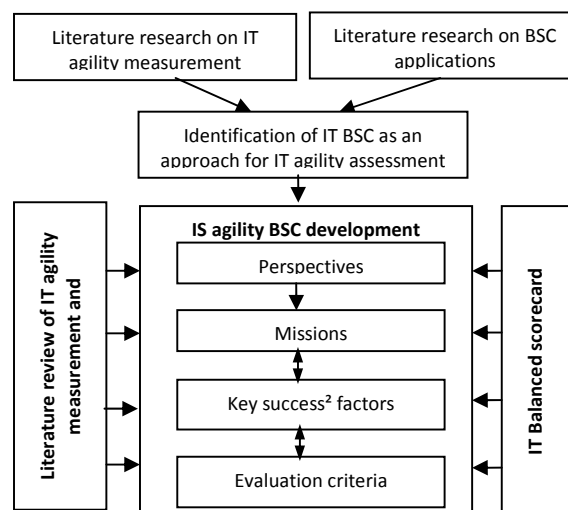 Literature research on IT
agility measurement
Literature research on BSC
applications
Identification of IT BSC as an
approach for IT agility assessment
IS agility BSC development
Perspectives
Missions
Key success² factors
Evaluation criteria
Literature review of IT agility
measurement and
IT Balanced scorecard